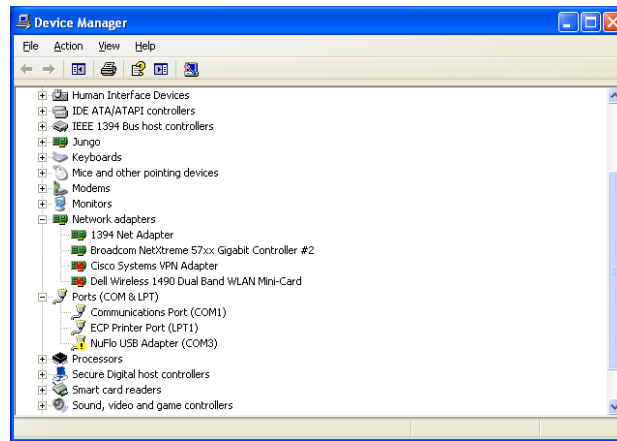 Device Manager
File Action View Help
Human Interface Devices
IDE ATA/ATAPI controllers
IEEE 1394 Bus host controllers
Jungo
Keyboards
Mice and other pointing devices
Modems
Monitors
Network adapters
1394 Net Adapter
Broadcom NetXtreme 57xx Gigabit Controller #2
Cisco Systems VPN Adapter
Dell Wireless 1490 Dual Band WLAN Mini-Card
Ports (COM & LPT)
Communications Port (COM1)
ECP Printer Port (LPT1)
NuFlo USB Adapter (COM3)
Processors
Secure Digital host controllers
Smart card readers
Sound, video and game controllers